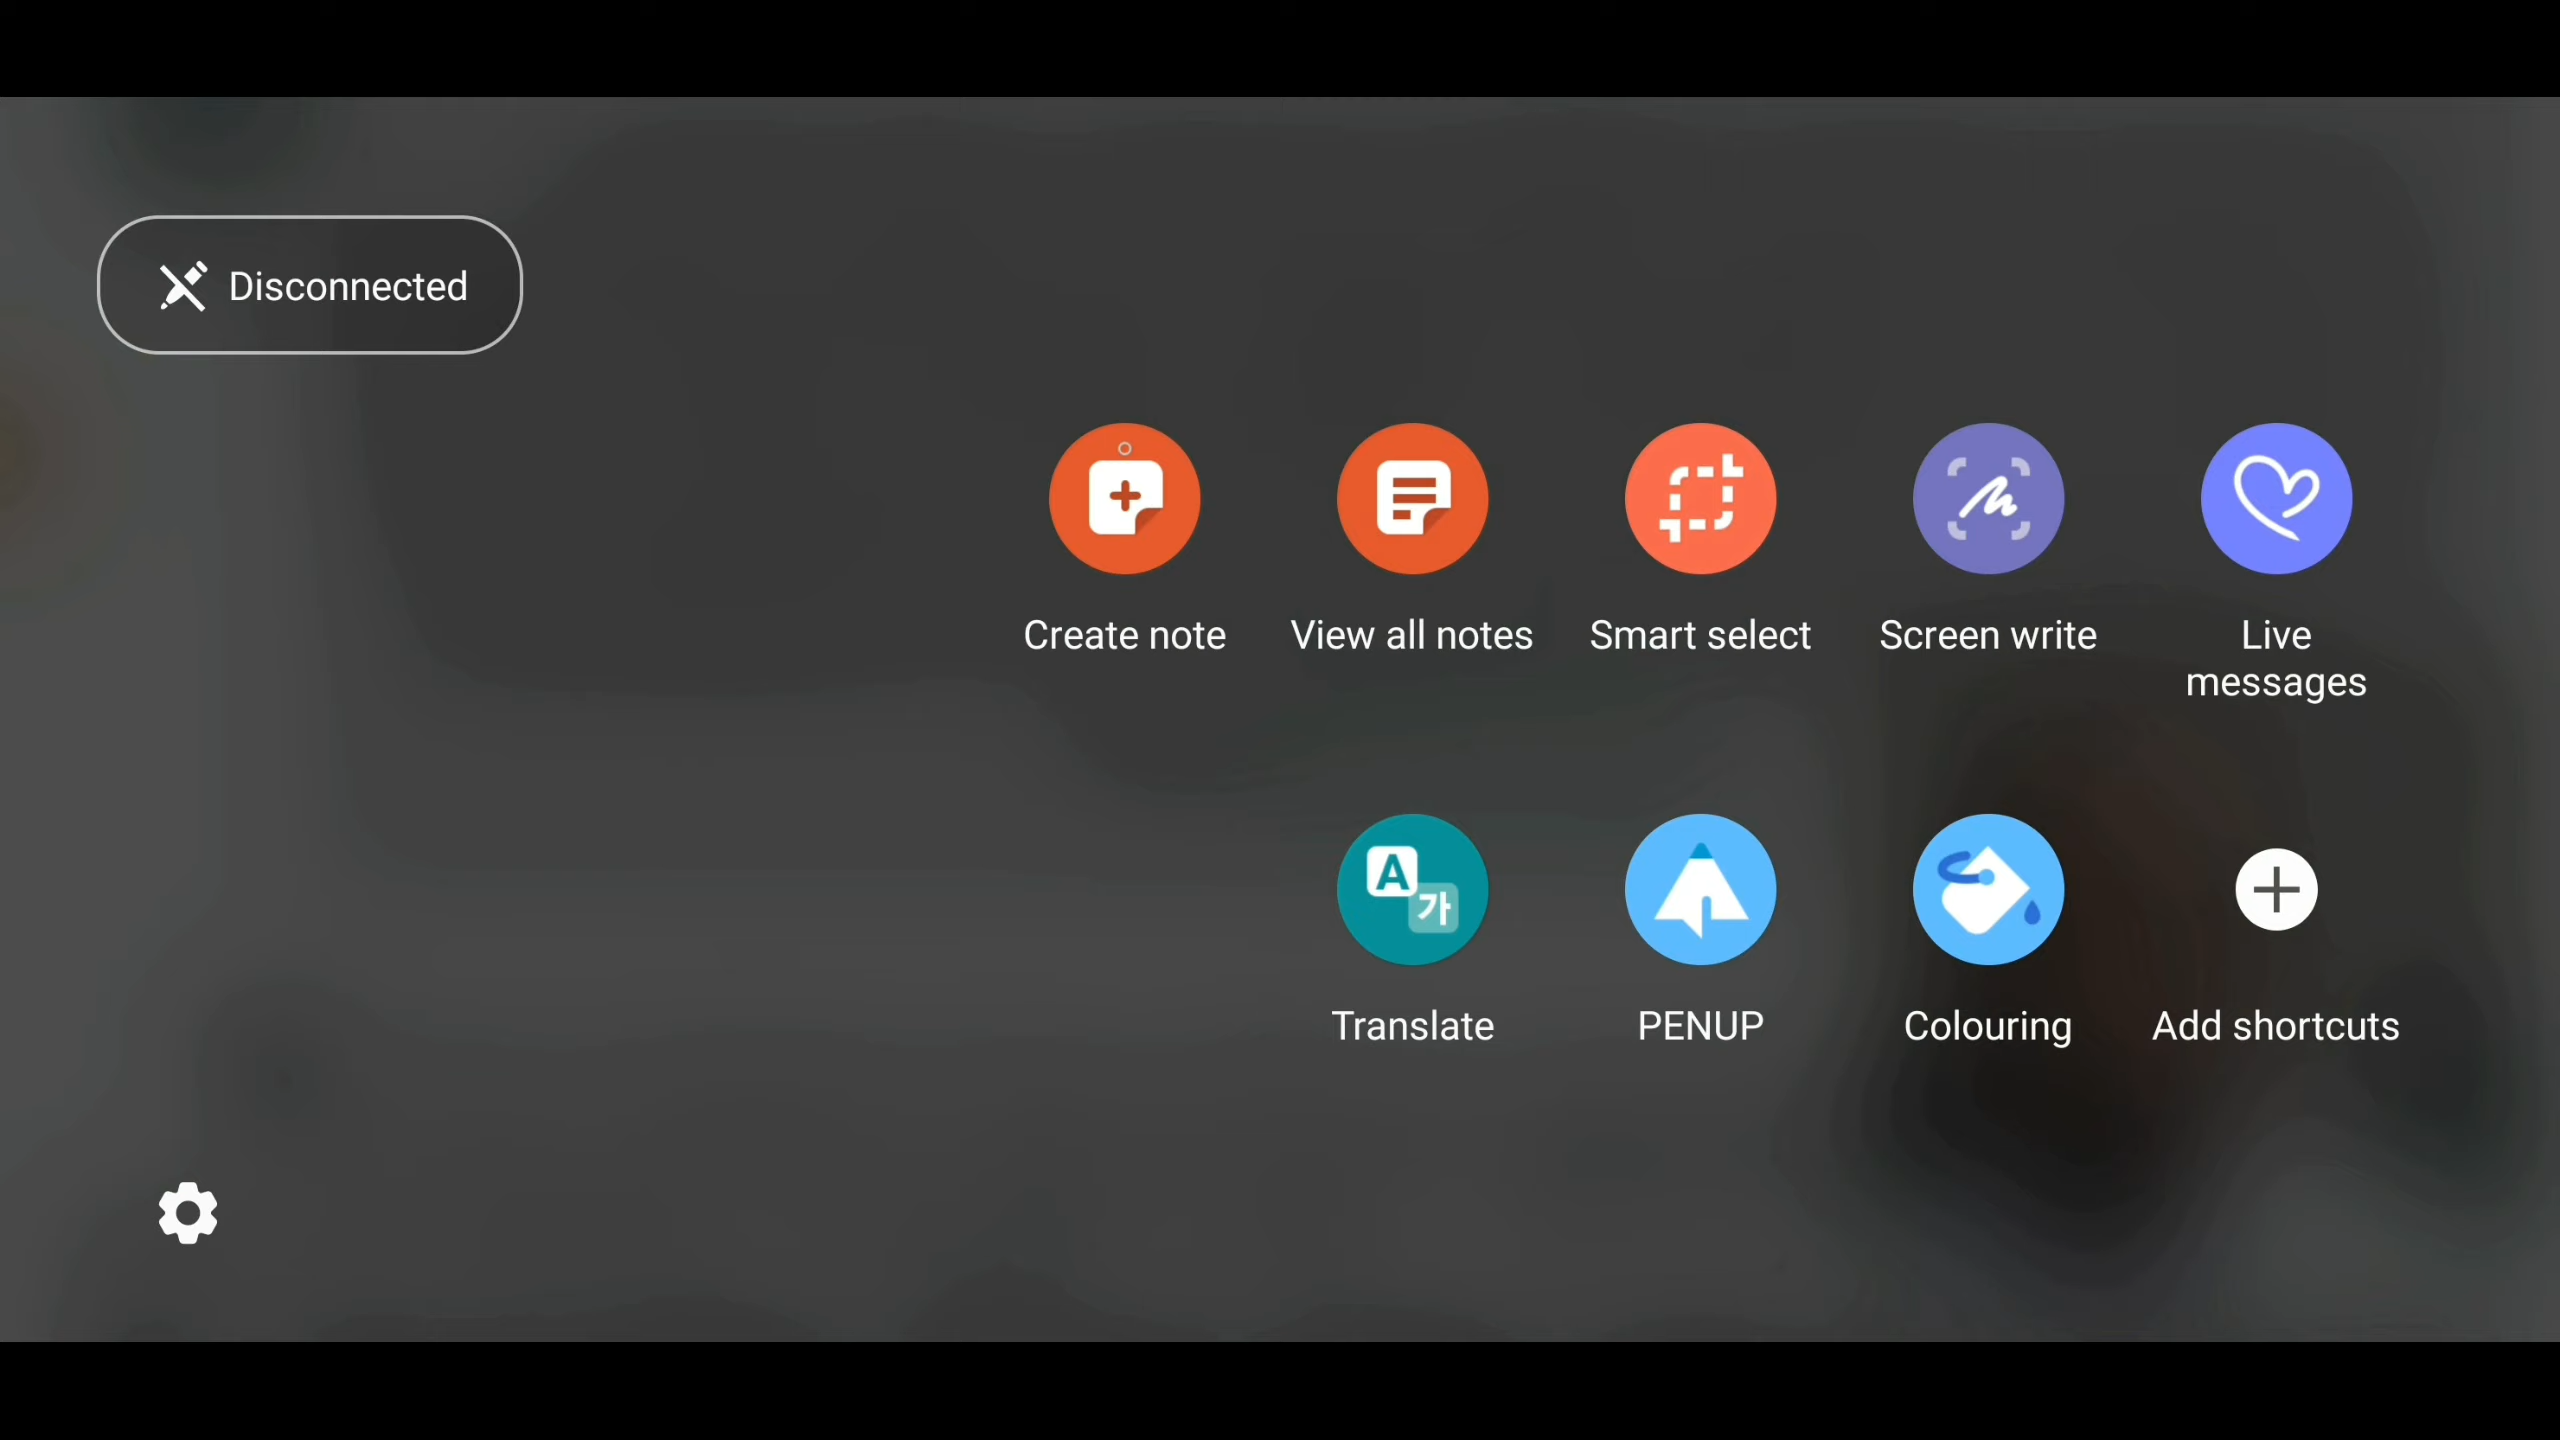 Disconnected
Create note
View all notes
Smart select
Screen write
Live
messages
A
가
Translate
PENUP
Colouring
Add shortcuts